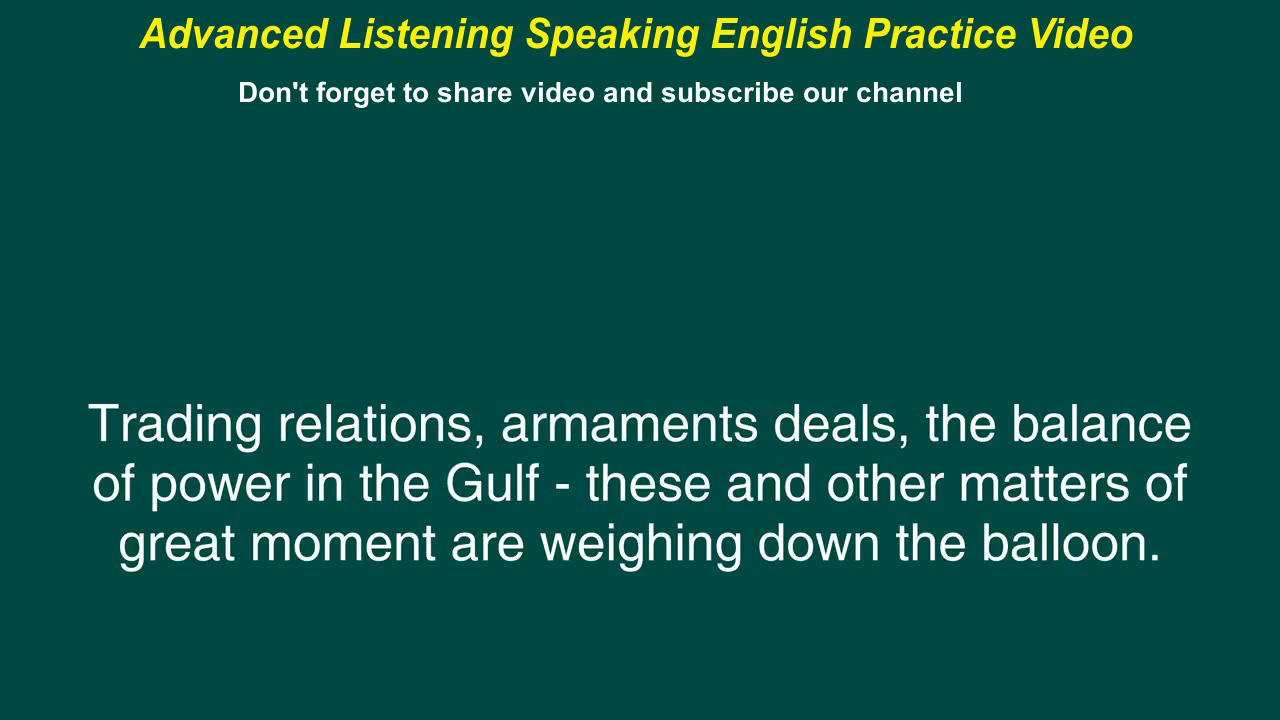 Advanced Listening Speaking English Practice Video
Don't forget to share video and subscribe our channel
Trading relations, armaments deals, the balance
of power in the Gulf - these and other matters of
great moment are weighing down the balloon.